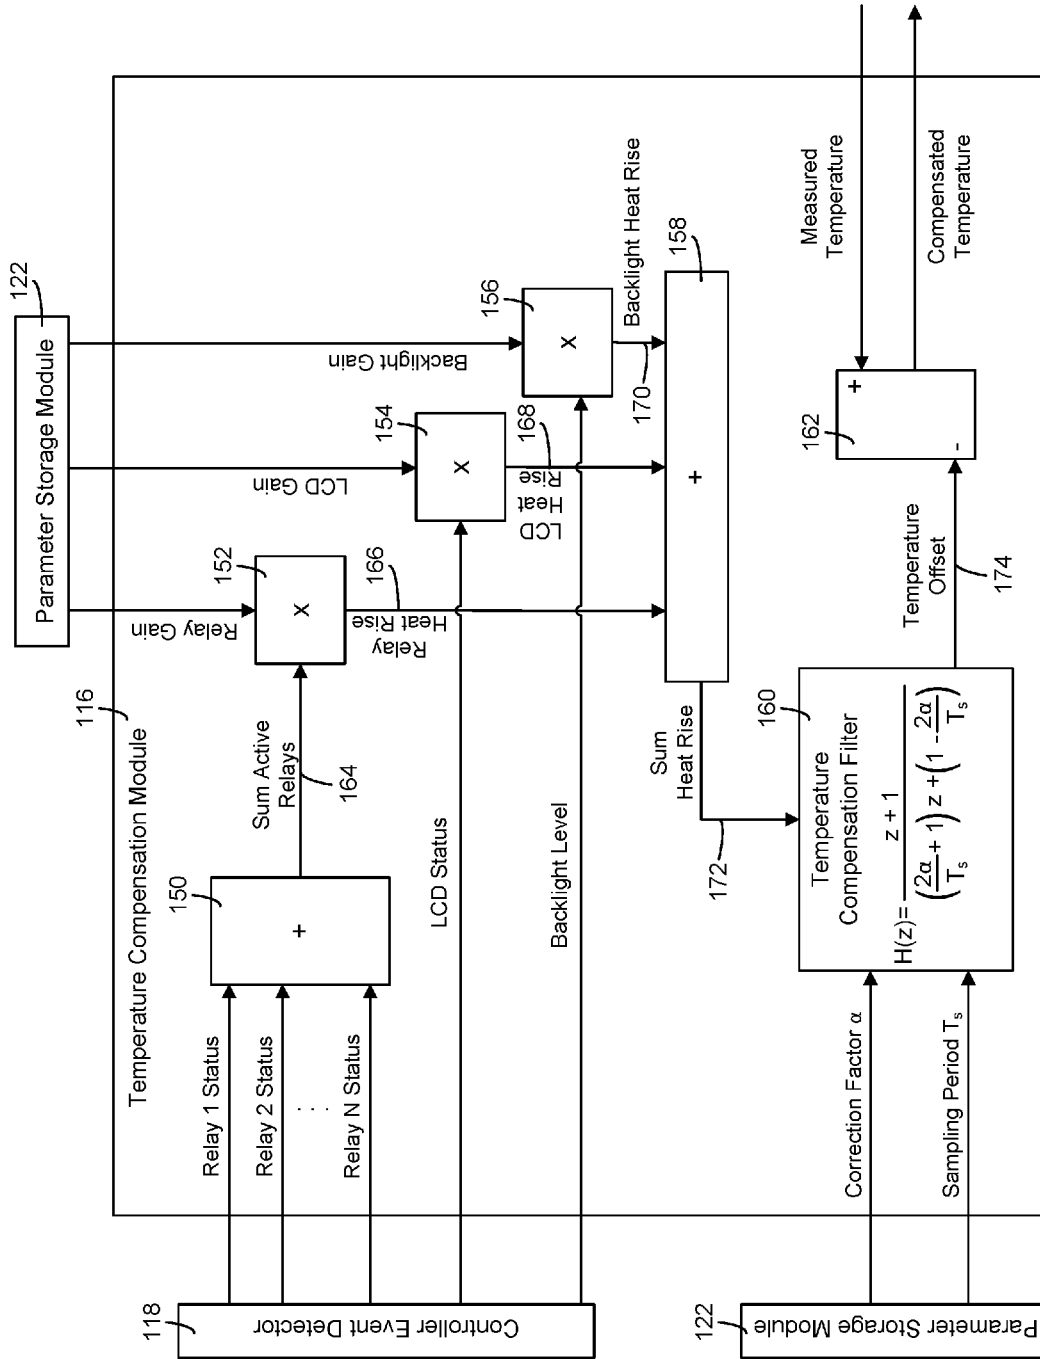 Parameter Storage Module
122
116
Temperature Compensation Module
Relay Gain
LCD Gain
Backlight Gain
150
+
Sum Active
Relays
164
152
X
166
Relay
Heat Rise
154
X
168
LCD
Heat
Rise
156
X
170
Backlight Heat Rise
158
+
Relay 1 Status
Relay 2 Status
. . .
Relay N Status
LCD Status
Backlight Level
118
Controller Event Detector
Sum
Heat Rise
172
160
Temperature
Compensation Filter
H(z)= z + 1
(2α/Tₛ + 1) z + (1 - 2α/Tₛ)
Correction Factor α
Sampling Period Tₛ
122
Parameter Storage Module
Temperature
Offset
174
162
+
-
Measured
Temperature
Compensated
Temperature